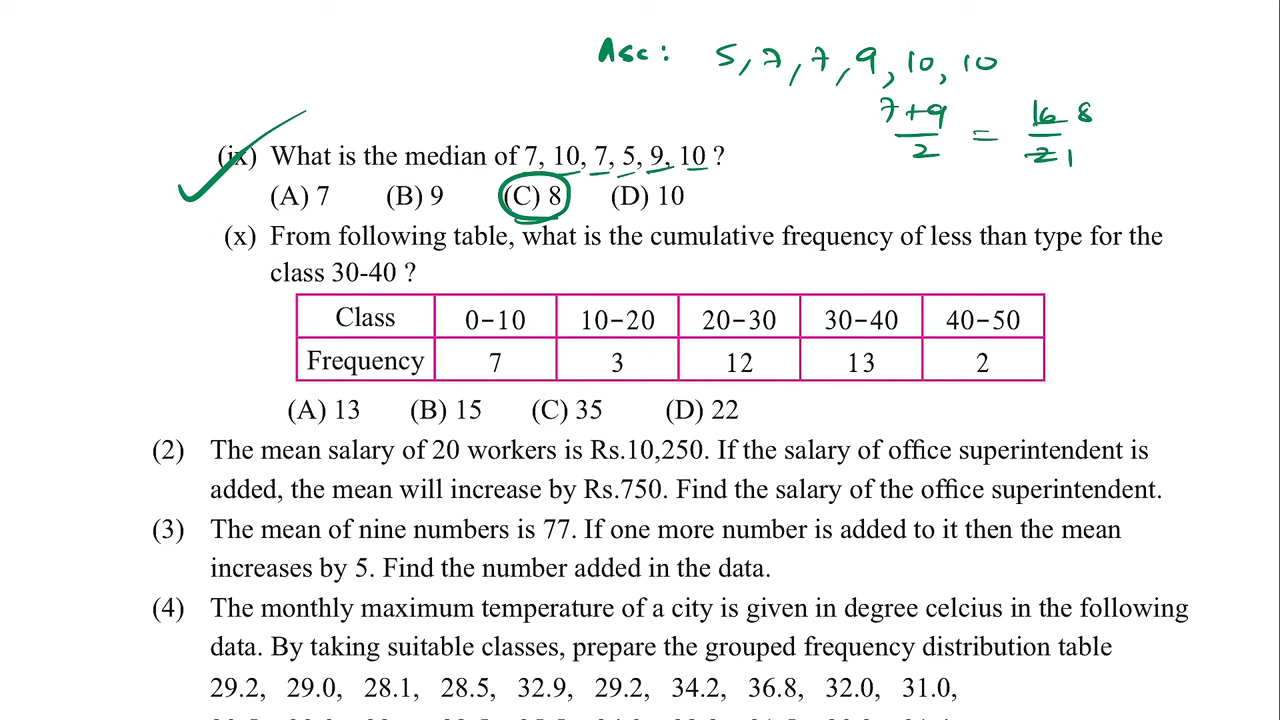 Asc: 5, 7, 7, 9, 10, 10
7+9/2 = 16/2 8/1
(ix) What is the median of 7, 10, 7, 5, 9, 10 ?
(A) 7 (B) 9 (C) 8 (D) 10
(x) From following table, what is the cumulative frequency of less than type for the
class 30-40 ?
Class 0-10 10-20 20-30 30-40 40-50
Frequency 7 3 12 13 2
(A) 13 (B) 15 (C) 35 (D) 22
(2) The mean salary of 20 workers is Rs.10,250. If the salary of office superintendent is
added, the mean will increase by Rs.750. Find the salary of the office superintendent.
(3) The mean of nine numbers is 77. If one more number is added to it then the mean
increases by 5. Find the number added in the data.
(4) The monthly maximum temperature of a city is given in degree celcius in the following
data. By taking suitable classes, prepare the grouped frequency distribution table
29.2, 29.0, 28.1, 28.5, 32.9, 29.2, 34.2, 36.8, 32.0, 31.0,